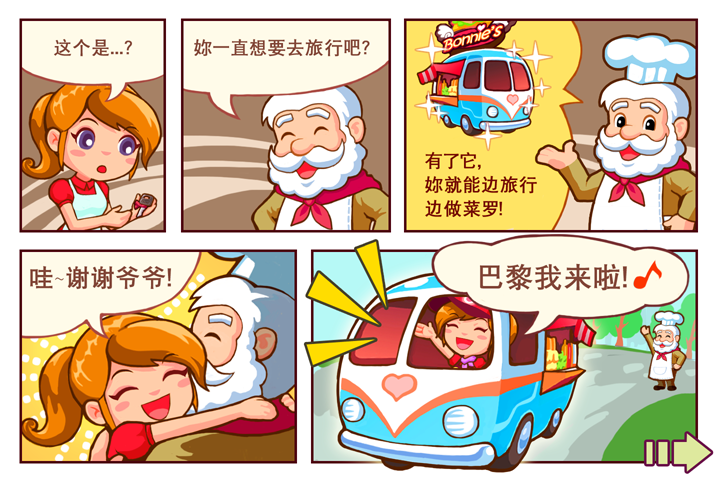 这个是...?
妳一直想要去旅行吧?
Bonnie's
有了它,
妳就能边旅行
边做菜罗!
哇~谢谢爷爷!
巴黎我来啦!